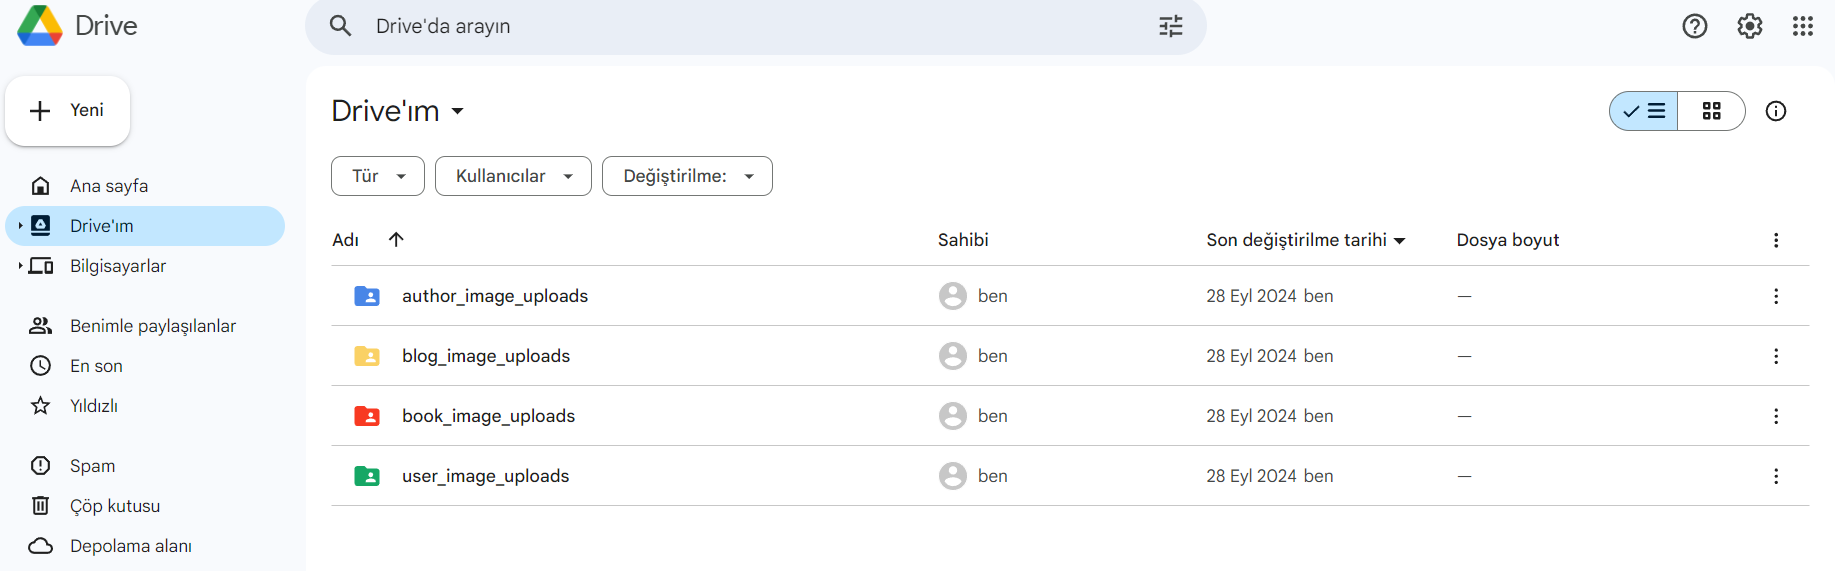 Drive
Drive'da arayın
Yeni
Ana sayfa
Drive'ım
Bilgisayarlar
Benimle paylaşılanlar
En son
Yıldızlı
Spam
Çöp kutusu
Depolama alanı
Drive'ım
Tür Kullanıcılar Değiştirilme:
Adı Sahibi Son değiştirilme tarihi Dosya boyut
author_image_uploads ben 28 Eyl 2024 ben —
blog_image_uploads ben 28 Eyl 2024 ben —
book_image_uploads ben 28 Eyl 2024 ben —
user_image_uploads ben 28 Eyl 2024 ben —